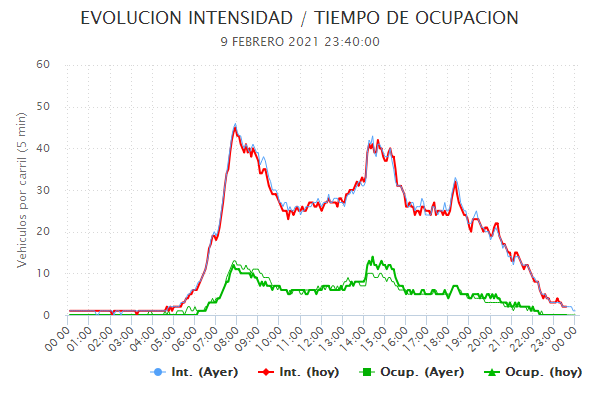 EVOLUCION INTENSIDAD / TIEMPO DE OCUPACION
9 FEBRERO 2021 23:40:00
Vehículos por carril (5 min)
60
50
40
30
20
10
0
00:00 01:00 02:00 03:00 04:00 05:00 06:00 07:00 08:00 09:00 10:00 11:00 12:00 13:00 14:00 15:00 16:00 17:00 18:00 19:00 20:00 21:00 22:00 23:00 00:00
Int. (Ayer) Int. (hoy) Ocup. (Ayer) Ocup. (hoy)